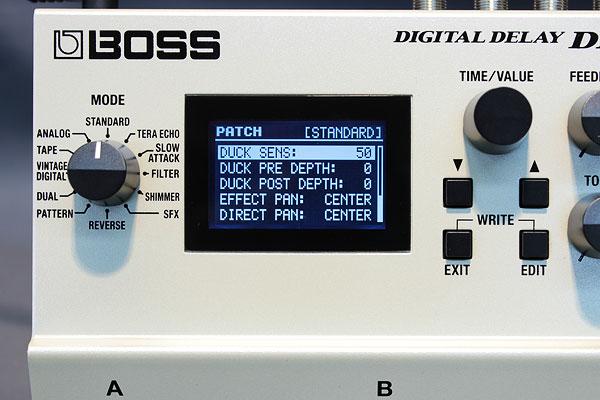 BOSS
DIGITAL DELAY
MODE
STANDARD
ANALOG
TERA ECHO
TAPE
SLOW ATTACK
VINTAGE DIGITAL
FILTER
DUAL
SHIMMER
PATTERN
SFX
REVERSE
PATCH [STANDARD]
DUCK SENS: 50
DUCK PRE DEPTH: 0
DUCK POST DEPTH: 0
EFFECT PAN: CENTER
DIRECT PAN: CENTER
TIME/VALUE
▼ ▲
WRITE
EXIT EDIT
A B